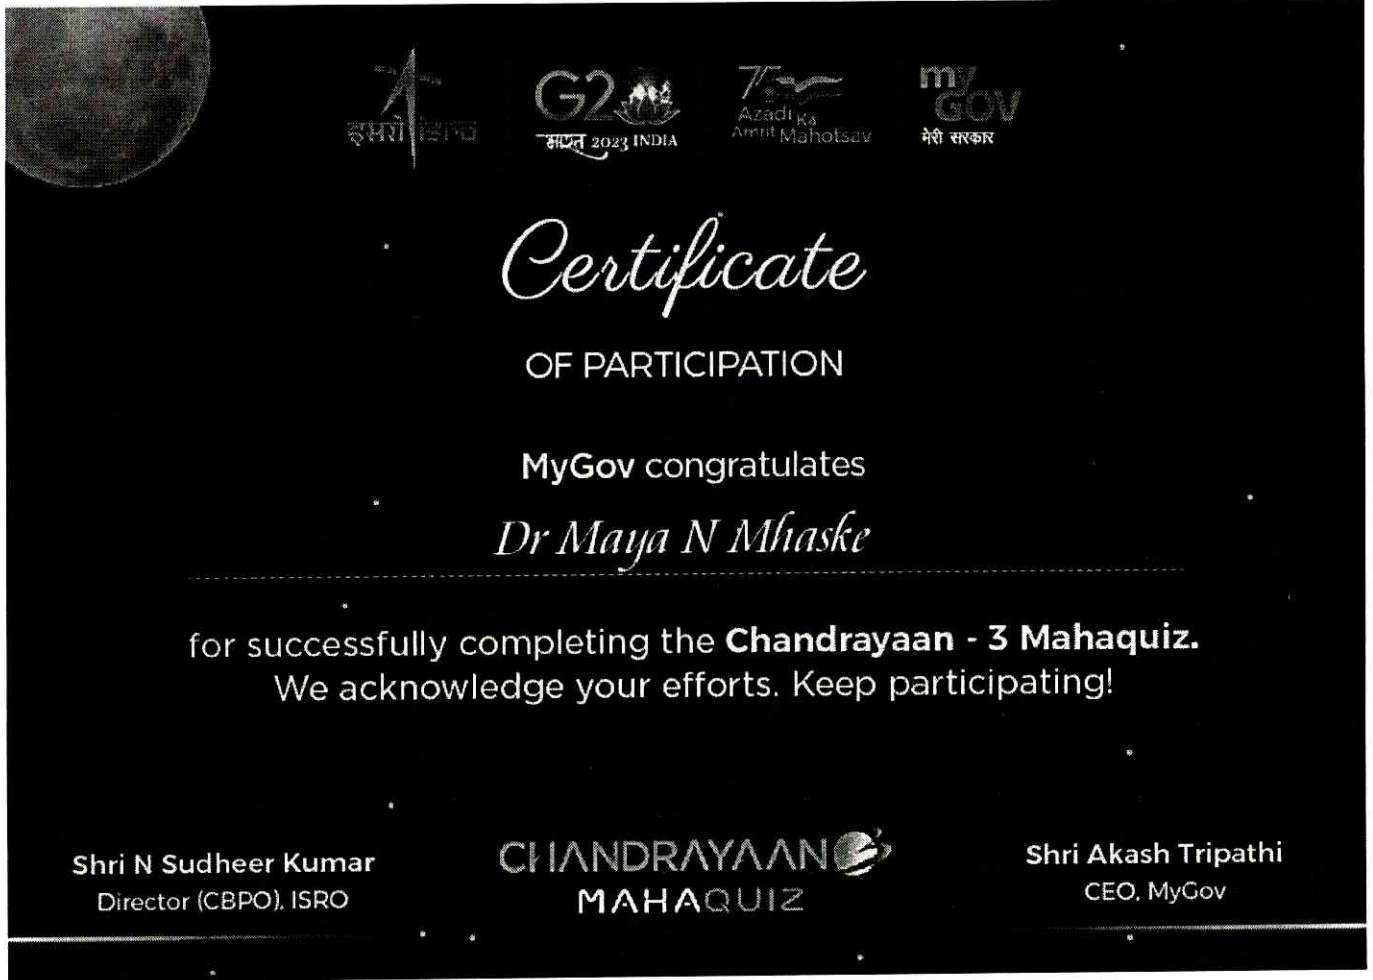 इसरो isro
G20
भारत 2023 INDIA
75
Azadi Ka
Amrit Mahotsav
my
GOV
मेरी सरकार
Certificate
OF PARTICIPATION
MyGov congratulates
Dr Maya N Mhaske
for successfully completing the Chandrayaan - 3 Mahaquiz.
We acknowledge your efforts. Keep participating!
Shri N Sudheer Kumar
Director (CBPO), ISRO
CHANDRAYAAN 3
MAHAQUIZ
Shri Akash Tripathi
CEO, MyGov